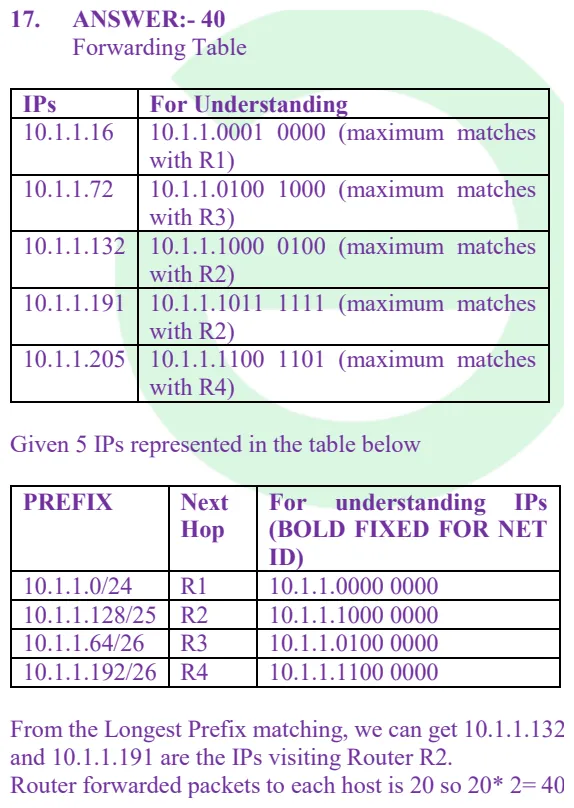 17. ANSWER:- 40
Forwarding Table
IPs For Understanding
10.1.1.16 10.1.1.0001 0000 (maximum matches
with R1)
10.1.1.72 10.1.1.0100 1000 (maximum matches
with R3)
10.1.1.132 10.1.1.1000 0100 (maximum matches
with R2)
10.1.1.191 10.1.1.1011 1111 (maximum matches
with R2)
10.1.1.205 10.1.1.1100 1101 (maximum matches
with R4)
Given 5 IPs represented in the table below
PREFIX Next For understanding IPs
Hop (BOLD FIXED FOR NET
ID)
10.1.1.0/24 R1 10.1.1.0000 0000
10.1.1.128/25 R2 10.1.1.1000 0000
10.1.1.64/26 R3 10.1.1.0100 0000
10.1.1.192/26 R4 10.1.1.1100 0000
From the Longest Prefix matching, we can get 10.1.1.132
and 10.1.1.191 are the IPs visiting Router R2.
Router forwarded packets to each host is 20 so 20* 2= 40